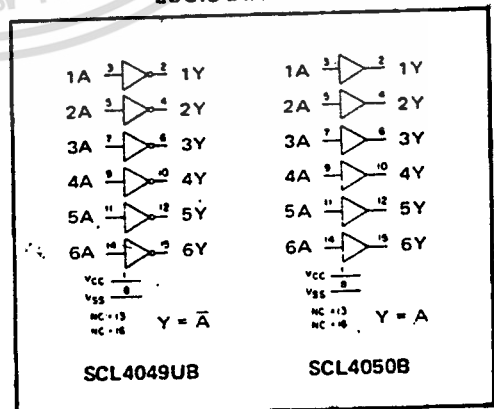 1A 3 2 1Y
2A 5 4 2Y
3A 7 6 3Y
4A 9 10 4Y
5A 11 12 5Y
6A 14 15 6Y
VCC 1
VSS 8
NC = 13
NC = 16
Y = A̅
SCL4049UB
1A 3 2 1Y
2A 5 4 2Y
3A 7 6 3Y
4A 9 10 4Y
5A 11 12 5Y
6A 14 15 6Y
VCC 1
VSS 8
NC = 13
NC = 16
Y = A
SCL4050B